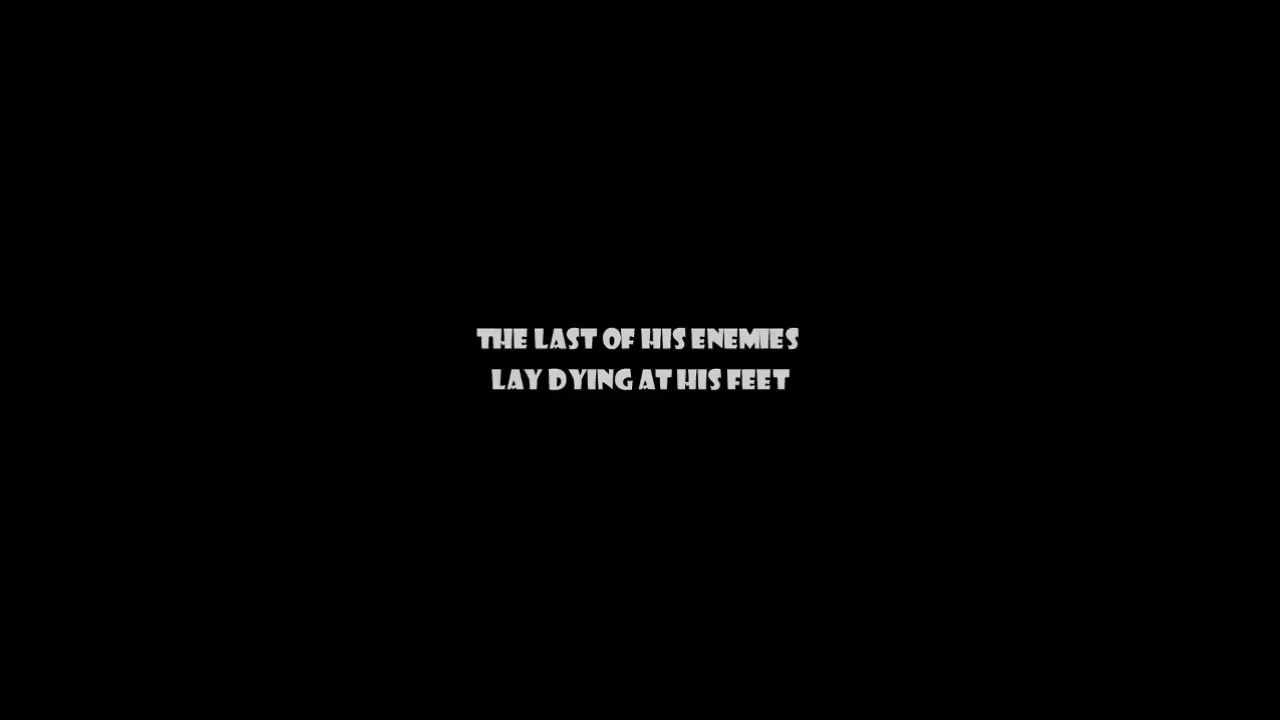 THE LAST OF HIS ENEMIES
LAY DYING AT HIS FEET